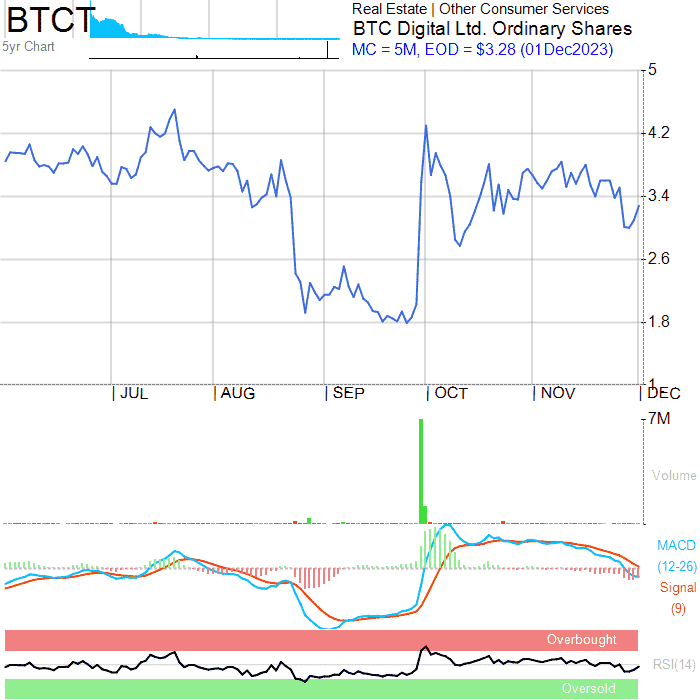 BTCT
5yr Chart
Real Estate | Other Consumer Services
BTC Digital Ltd. Ordinary Shares
MC = 5M, EOD = $3.28 (01Dec2023)
5
4.2
3.4
2.6
1.8
1
JUL AUG SEP OCT NOV DEC
7M
Volume
MACD
(12-26)
Signal
(9)
Overbought
RSI(14)
Oversold